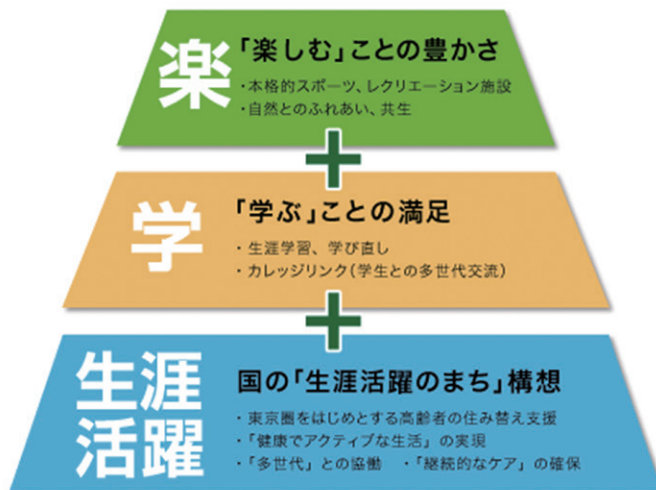 楽
「楽しむ」ことの豊かさ
・本格的スポーツ、レクリエーション施設
・自然とのふれあい、共生
+
学
「学ぶ」ことの満足
・生涯学習、学び直し
・カレッジリンク(学生との多世代交流)
+
生涯
活躍
国の「生涯活躍のまち」構想
・東京圏をはじめとする高齢者の住み替え支援
・「健康でアクティブな生活」の実現
・「多世代」との協働 ・「継続的なケア」の確保